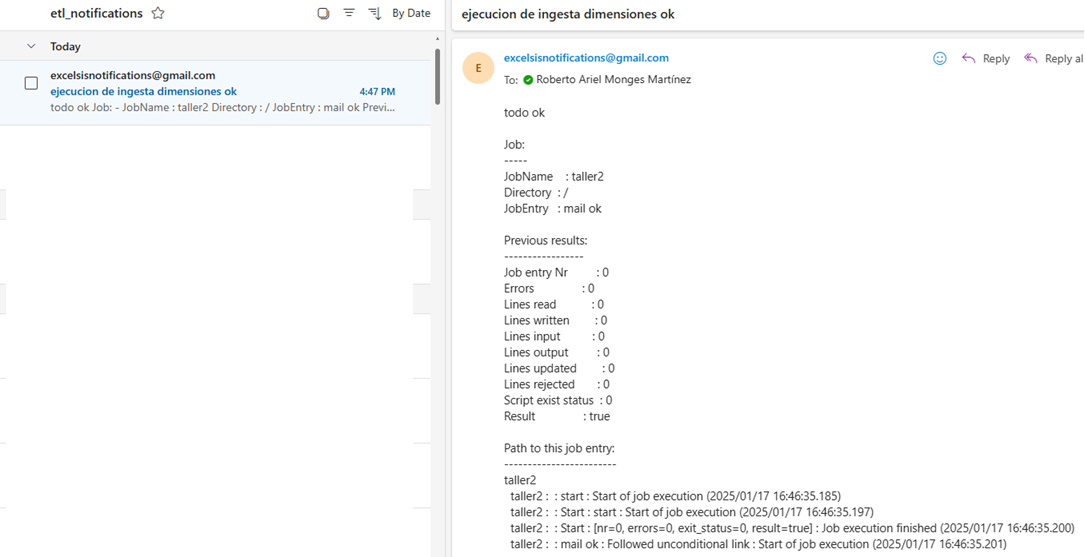 etl_notifications
By Date
Today
excelsisnotifications@gmail.com
ejecucion de ingesta dimensiones ok
4:47 PM
todo ok Job: - JobName : taller2 Directory : / JobEntry : mail ok Previ...
ejecucion de ingesta dimensiones ok
E
excelsisnotifications@gmail.com
Reply
Reply al
To: Roberto Ariel Monges Martínez
todo ok
Job:
-----
JobName : taller2
Directory : /
JobEntry : mail ok
Previous results:
-----------------
Job entry Nr : 0
Errors : 0
Lines read : 0
Lines written : 0
Lines input : 0
Lines output : 0
Lines updated : 0
Lines rejected : 0
Script exist status : 0
Result : true
Path to this job entry:
------------------------
taller2
taller2 : : start : Start of job execution (2025/01/17 16:46:35.185)
taller2 : : Start : start : Start of job execution (2025/01/17 16:46:35.197)
taller2 : : Start : [nr=0, errors=0, exit_status=0, result=true] : Job execution finished (2025/01/17 16:46:35.200)
taller2 : : mail ok : Followed unconditional link : Start of job execution (2025/01/17 16:46:35.201)